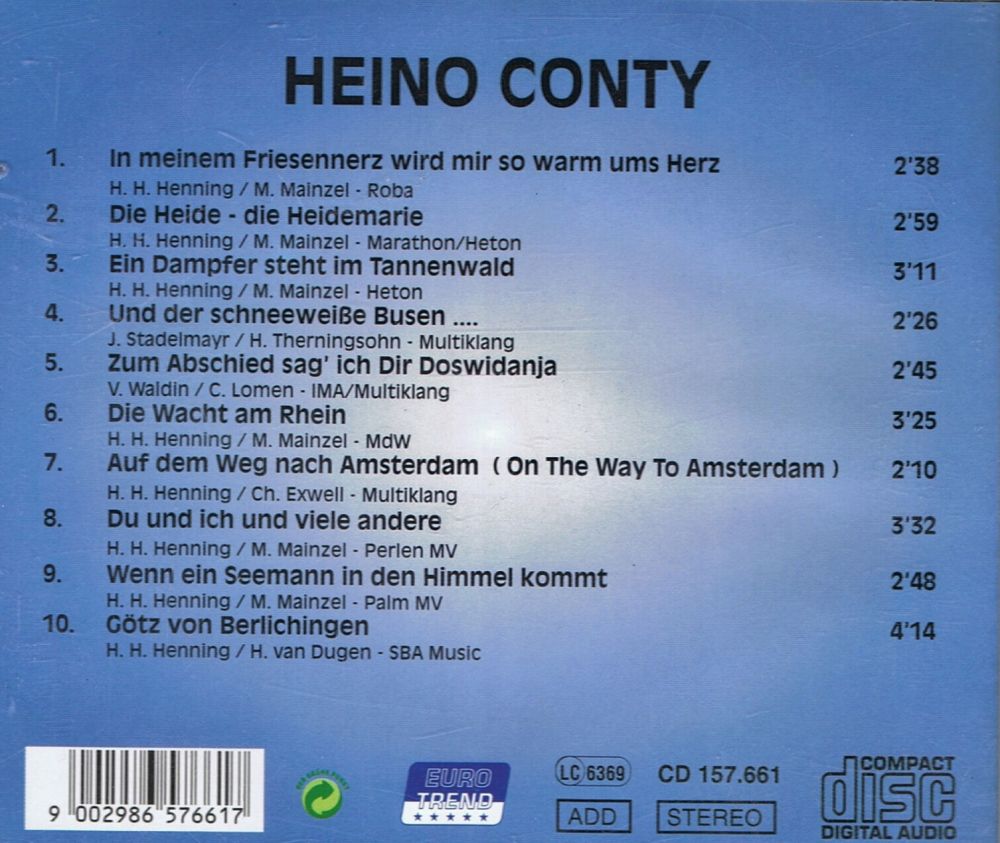 HEINO CONTY
1. In meinem Friesennerz wird mir so warm ums Herz 2'38
H. H. Henning / M. Mainzel - Roba
2. Die Heide - die Heidemarie 2'59
H. H. Henning / M. Mainzel - Marathon/Heton
3. Ein Dampfer steht im Tannenwald 3'11
H. H. Henning / M. Mainzel - Heton
4. Und der schneeweiße Busen .... 2'26
J. Stadelmayr / H. Therningsohn - Multiklang
5. Zum Abschied sag' ich Dir Doswidanja 2'45
V. Waldin / C. Lomen - IMA/Multiklang
6. Die Wacht am Rhein 3'25
H. H. Henning / M. Mainzel - MdW
7. Auf dem Weg nach Amsterdam ( On The Way To Amsterdam ) 2'10
H. H. Henning / Ch. Exwell - Multiklang
8. Du und ich und viele andere 3'32
H. H. Henning / M. Mainzel - Perlen MV
9. Wenn ein Seemann in den Himmel kommt 2'48
H. H. Henning / M. Mainzel - Palm MV
10. Götz von Berlichingen 4'14
H. H. Henning / H. van Dugen - SBA Music
9 002986 576617
DER GRÜNE PUNKT
EURO
TREND
LC 6369
CD 157.661
ADD
STEREO
COMPACT
disc
DIGITAL AUDIO